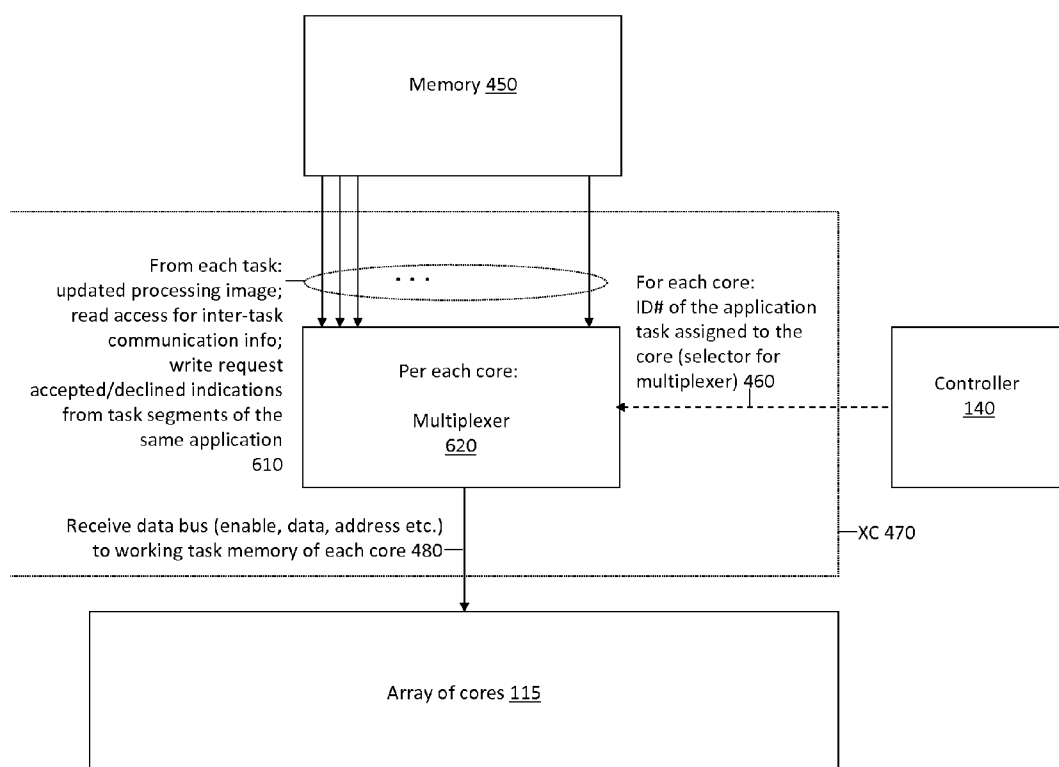 Memory 450
From each task:
updated processing image;
read access for inter-task
communication info;
write request
accepted/declined indications
from task segments of the
same application
610
. . .
For each core:
ID# of the application
task assigned to the
core (selector for
multiplexer) 460
Per each core:
Multiplexer
620
Controller
140
Receive data bus (enable, data, address etc.)
to working task memory of each core 480
XC 470
Array of cores 115